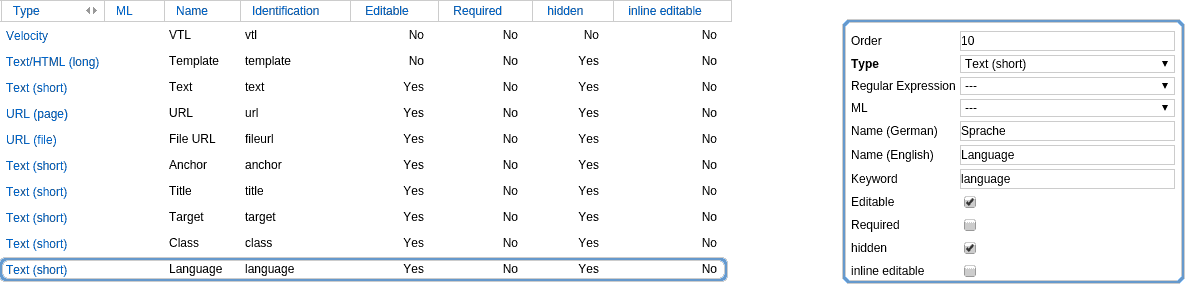 Type ML Name Identification Editable Required hidden inline editable
Velocity VTL vtl No No No No
Text/HTML (long) Template template No No Yes No
Text (short) Text text Yes No Yes No
URL (page) URL url Yes No Yes No
URL (file) File URL fileurl Yes No Yes No
Text (short) Anchor anchor Yes No Yes No
Text (short) Title title Yes No Yes No
Text (short) Target target Yes No Yes No
Text (short) Class class Yes No Yes No
Text (short) Language language Yes No Yes No
Order 10
Type Text (short)
Regular Expression ---
ML ---
Name (German) Sprache
Name (English) Language
Keyword language
Editable
Required
hidden
inline editable